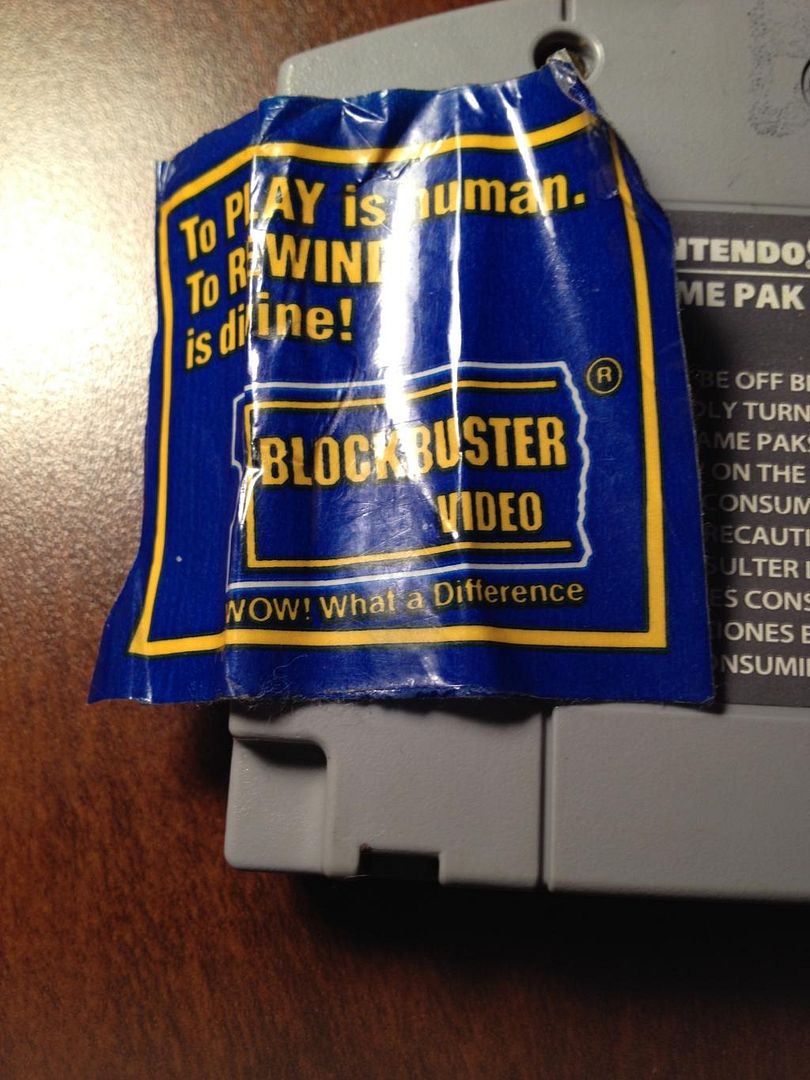 To PLAY is human.
To REWIND
is divine!
BLOCKBUSTER®
VIDEO
WOW! What a Difference
NTENDO
ME PAK
BE OFF B
LY TURN
AME PAK
ON THE
CONSUM
RECAUTI
SULTER
ES CONS
IONES
NSUMI